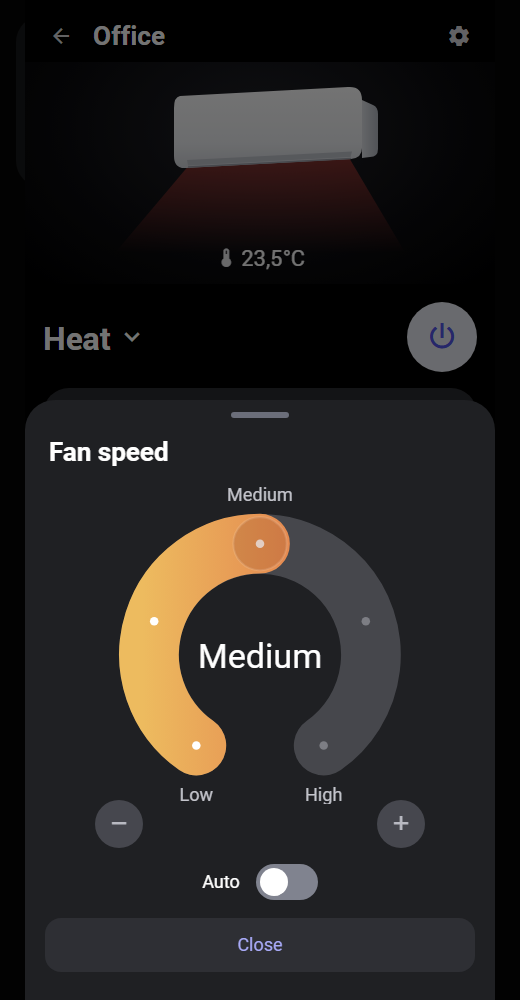 Office
23,5°C
Heat
Fan speed
Medium
Medium
Low
High
Auto
Close